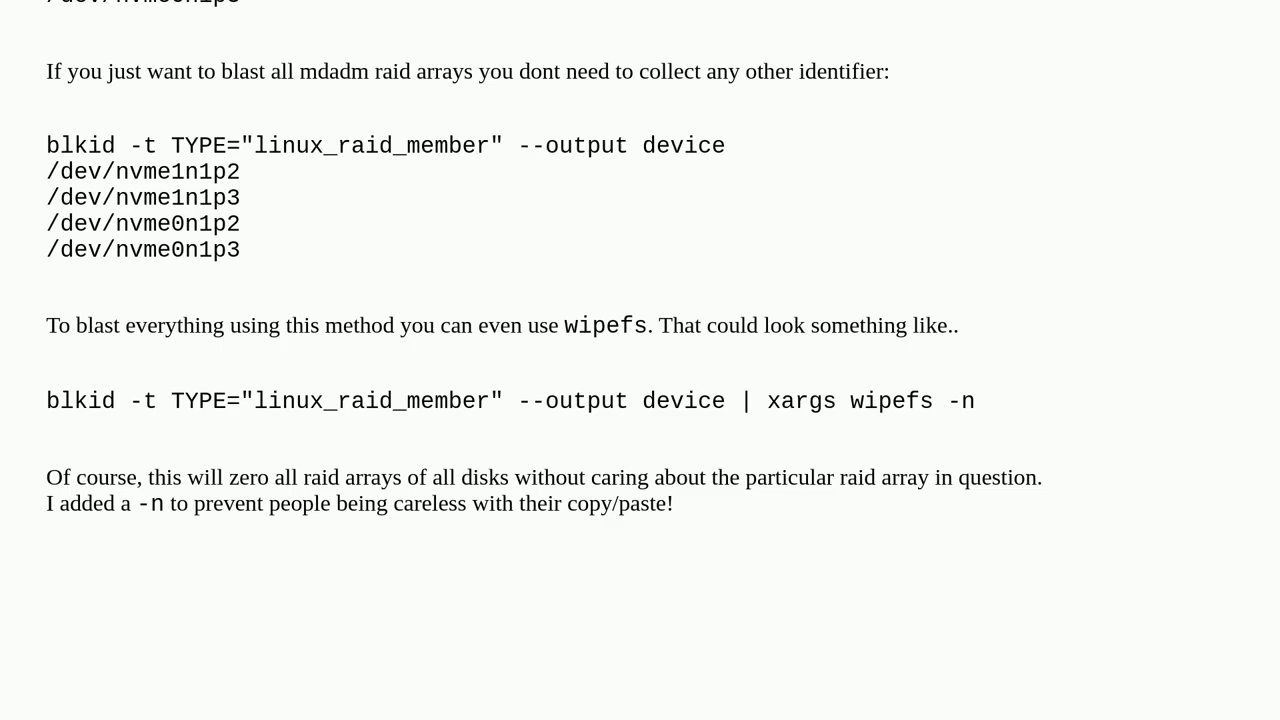 If you just want to blast all mdadm raid arrays you dont need to collect any other identifier:
blkid -t TYPE="linux_raid_member" --output device
/dev/nvme1n1p2
/dev/nvme1n1p3
/dev/nvme0n1p2
/dev/nvme0n1p3
To blast everything using this method you can even use wipefs. That could look something like..
blkid -t TYPE="linux_raid_member" --output device | xargs wipefs -n
Of course, this will zero all raid arrays of all disks without caring about the particular raid array in question.
I added a -n to prevent people being careless with their copy/paste!